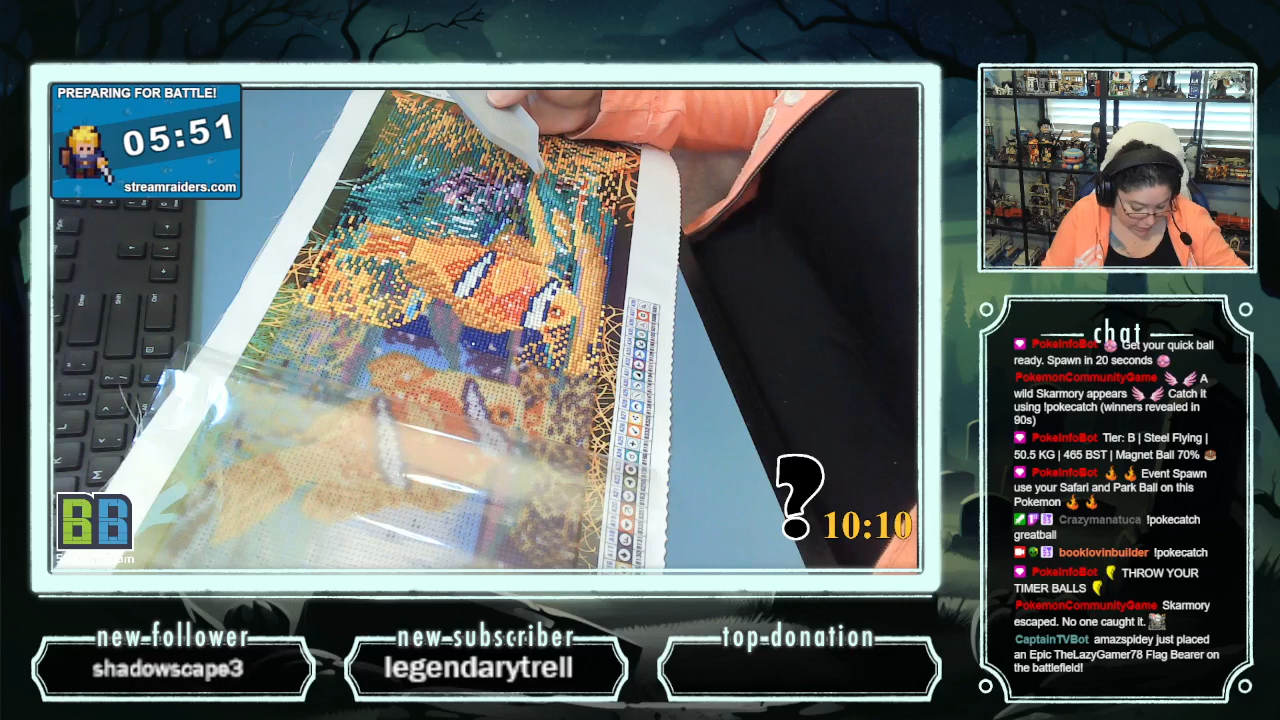 PREPARING FOR BATTLE!
05:51
streamraiders.com
BB
10:10
chat
PokeInfoBot Get your quick ball
ready. Spawn in 20 seconds
PokemonCommunityGame A
wild Skarmory appears Catch it
using !pokecatch (winners revealed in
90s)
PokeInfoBot Tier: B | Steel Flying |
50.5 KG | 465 BST | Magnet Ball 70%
PokeInfoBot Event Spawn
use your Safari and Park Ball on this
Pokemon
Crazymanatuca !pokecatch
greatball
booklovinbuilder !pokecatch
PokeInfoBot THROW YOUR
TIMER BALLS
PokemonCommunityGame Skarmory
escaped. No one caught it.
CaptainTVBot amazspidey just placed
an Epic TheLazyGamer78 Flag Bearer on
the battlefield!
new follower
shadowscape3
new subscriber
legendarytrell
top donation